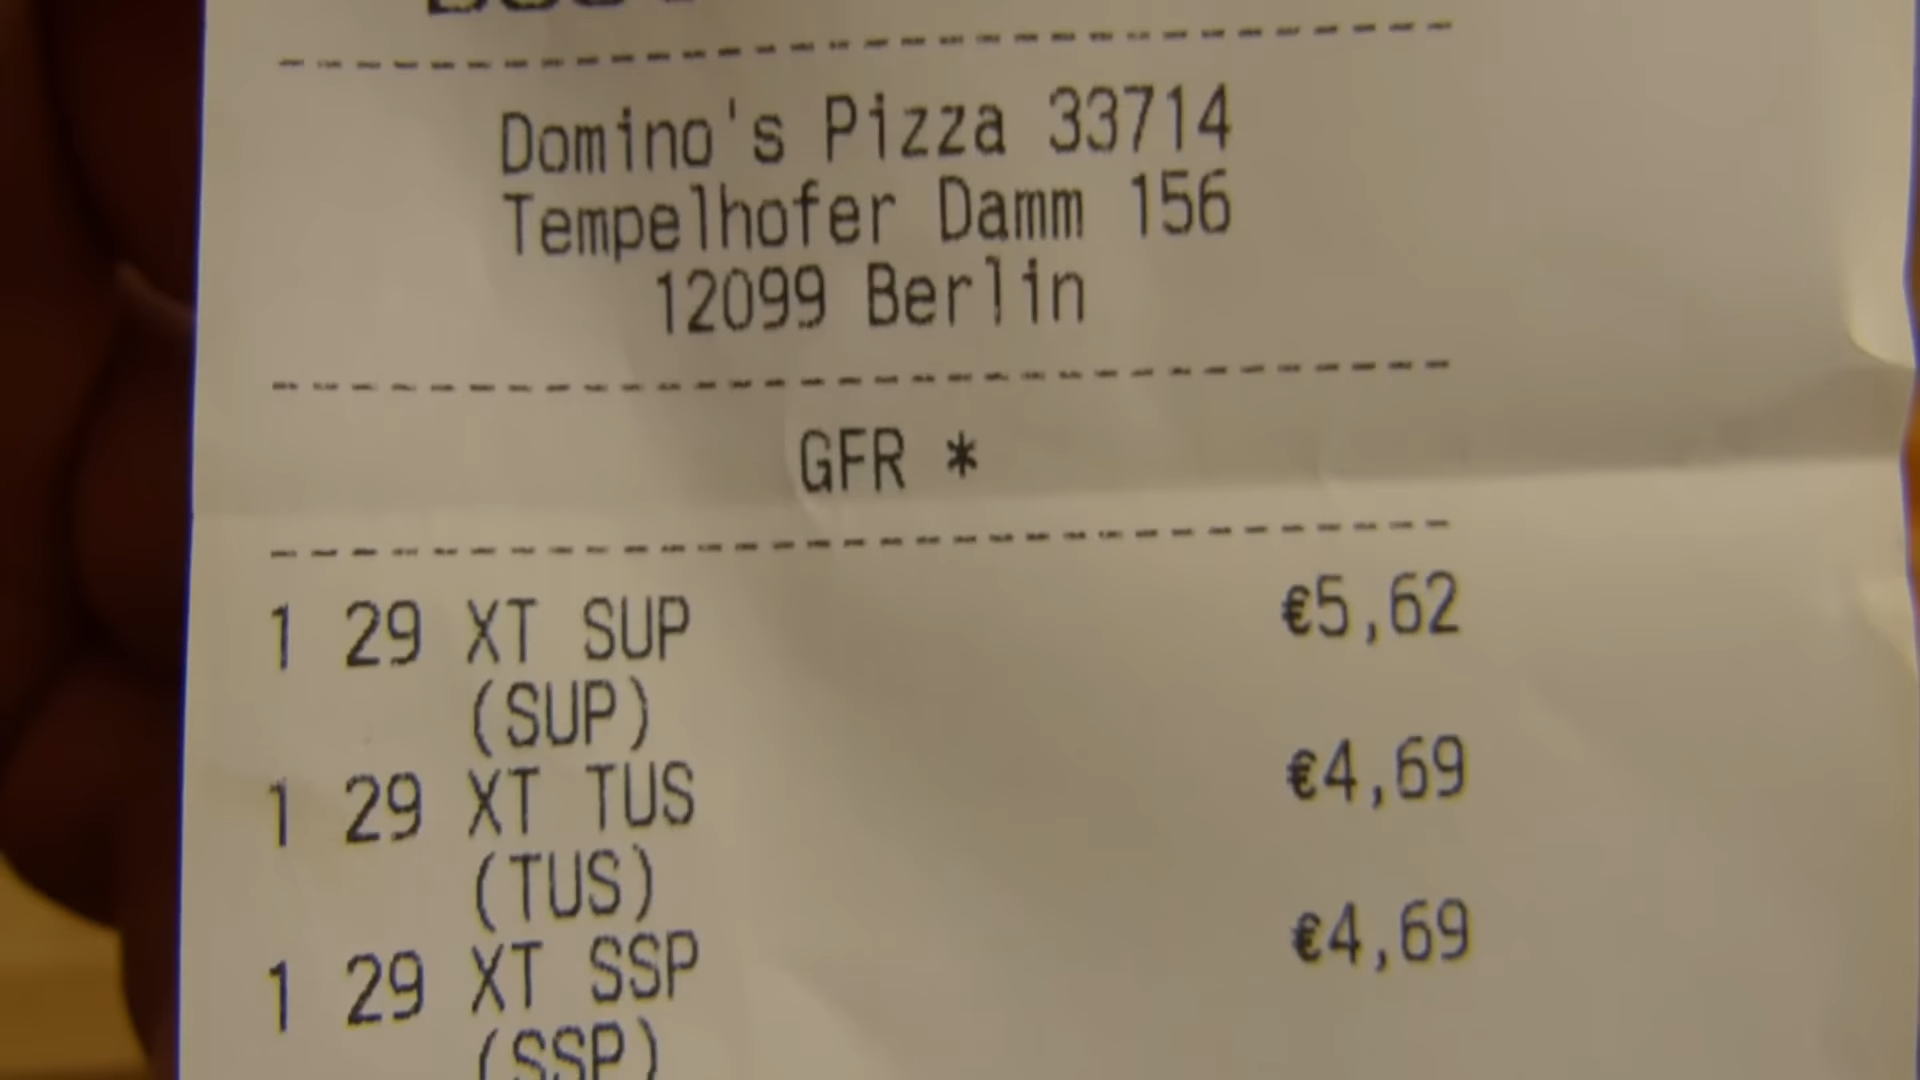 Domino's Pizza 33714
Tempelhofer Damm 156
12099 Berlin
GFR *
1 29 XT SUP €5,62
(SUP)
1 29 XT TUS €4,69
(TUS)
1 29 XT SSP €4,69
(SSP)